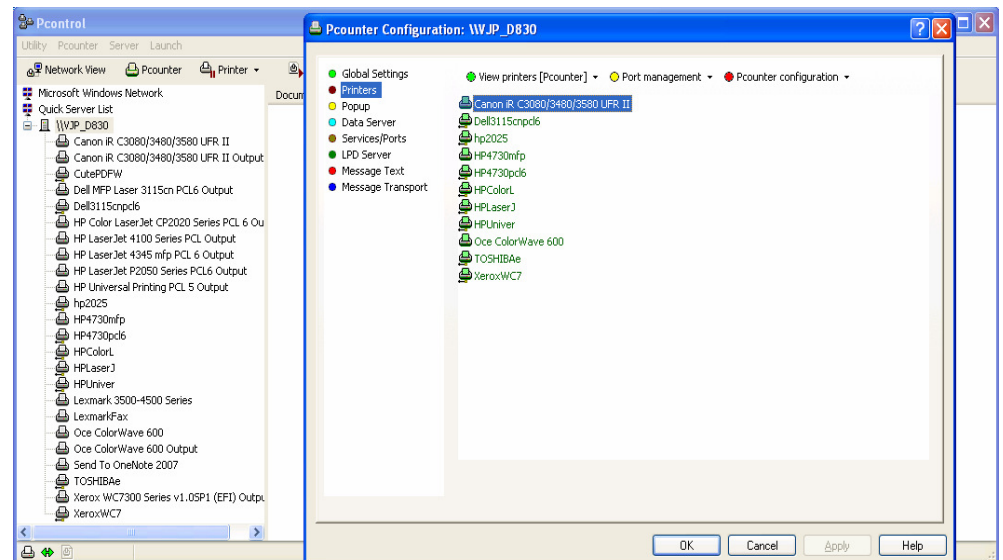 Pcontrol
Utility Pcounter Server Launch
Network View Pcounter Printer
Microsoft Windows Network
Docum
Quick Server List
\\VJP_D830
Canon iR C3080/3480/3580 UFR II
Canon iR C3080/3480/3580 UFR II Output
CutePDFW
Dell MFP Laser 3115cn PCL6 Output
Dell3115cnpcl6
HP Color LaserJet CP2020 Series PCL 6 Ou
HP LaserJet 4100 Series PCL Output
HP LaserJet 4345 mfp PCL 6 Output
HP LaserJet P2050 Series PCL6 Output
HP Universal Printing PCL 5 Output
hp2025
HP4730mfp
HP4730pcl6
HPColorL
HPLaserJ
HPUniver
Lexmark 3500-4500 Series
LexmarkFax
Oce ColorWave 600
Oce ColorWave 600 Output
Send To OneNote 2007
TOSHIBAe
Xerox WC7300 Series v1.0SP1 (EFI) Outpu
XeroxWC7
Pcounter Configuration: \\VJP_D830
Global Settings
Printers
Popup
Data Server
Services/Ports
LPD Server
Message Text
Message Transport
View printers [Pcounter] Port management Pcounter configuration
Canon iR C3080/3480/3580 UFR II
Dell3115cnpcl6
hp2025
HP4730mfp
HP4730pcl6
HPColorL
HPLaserJ
HPUniver
Oce ColorWave 600
TOSHIBAe
XeroxWC7
OK Cancel Apply Help